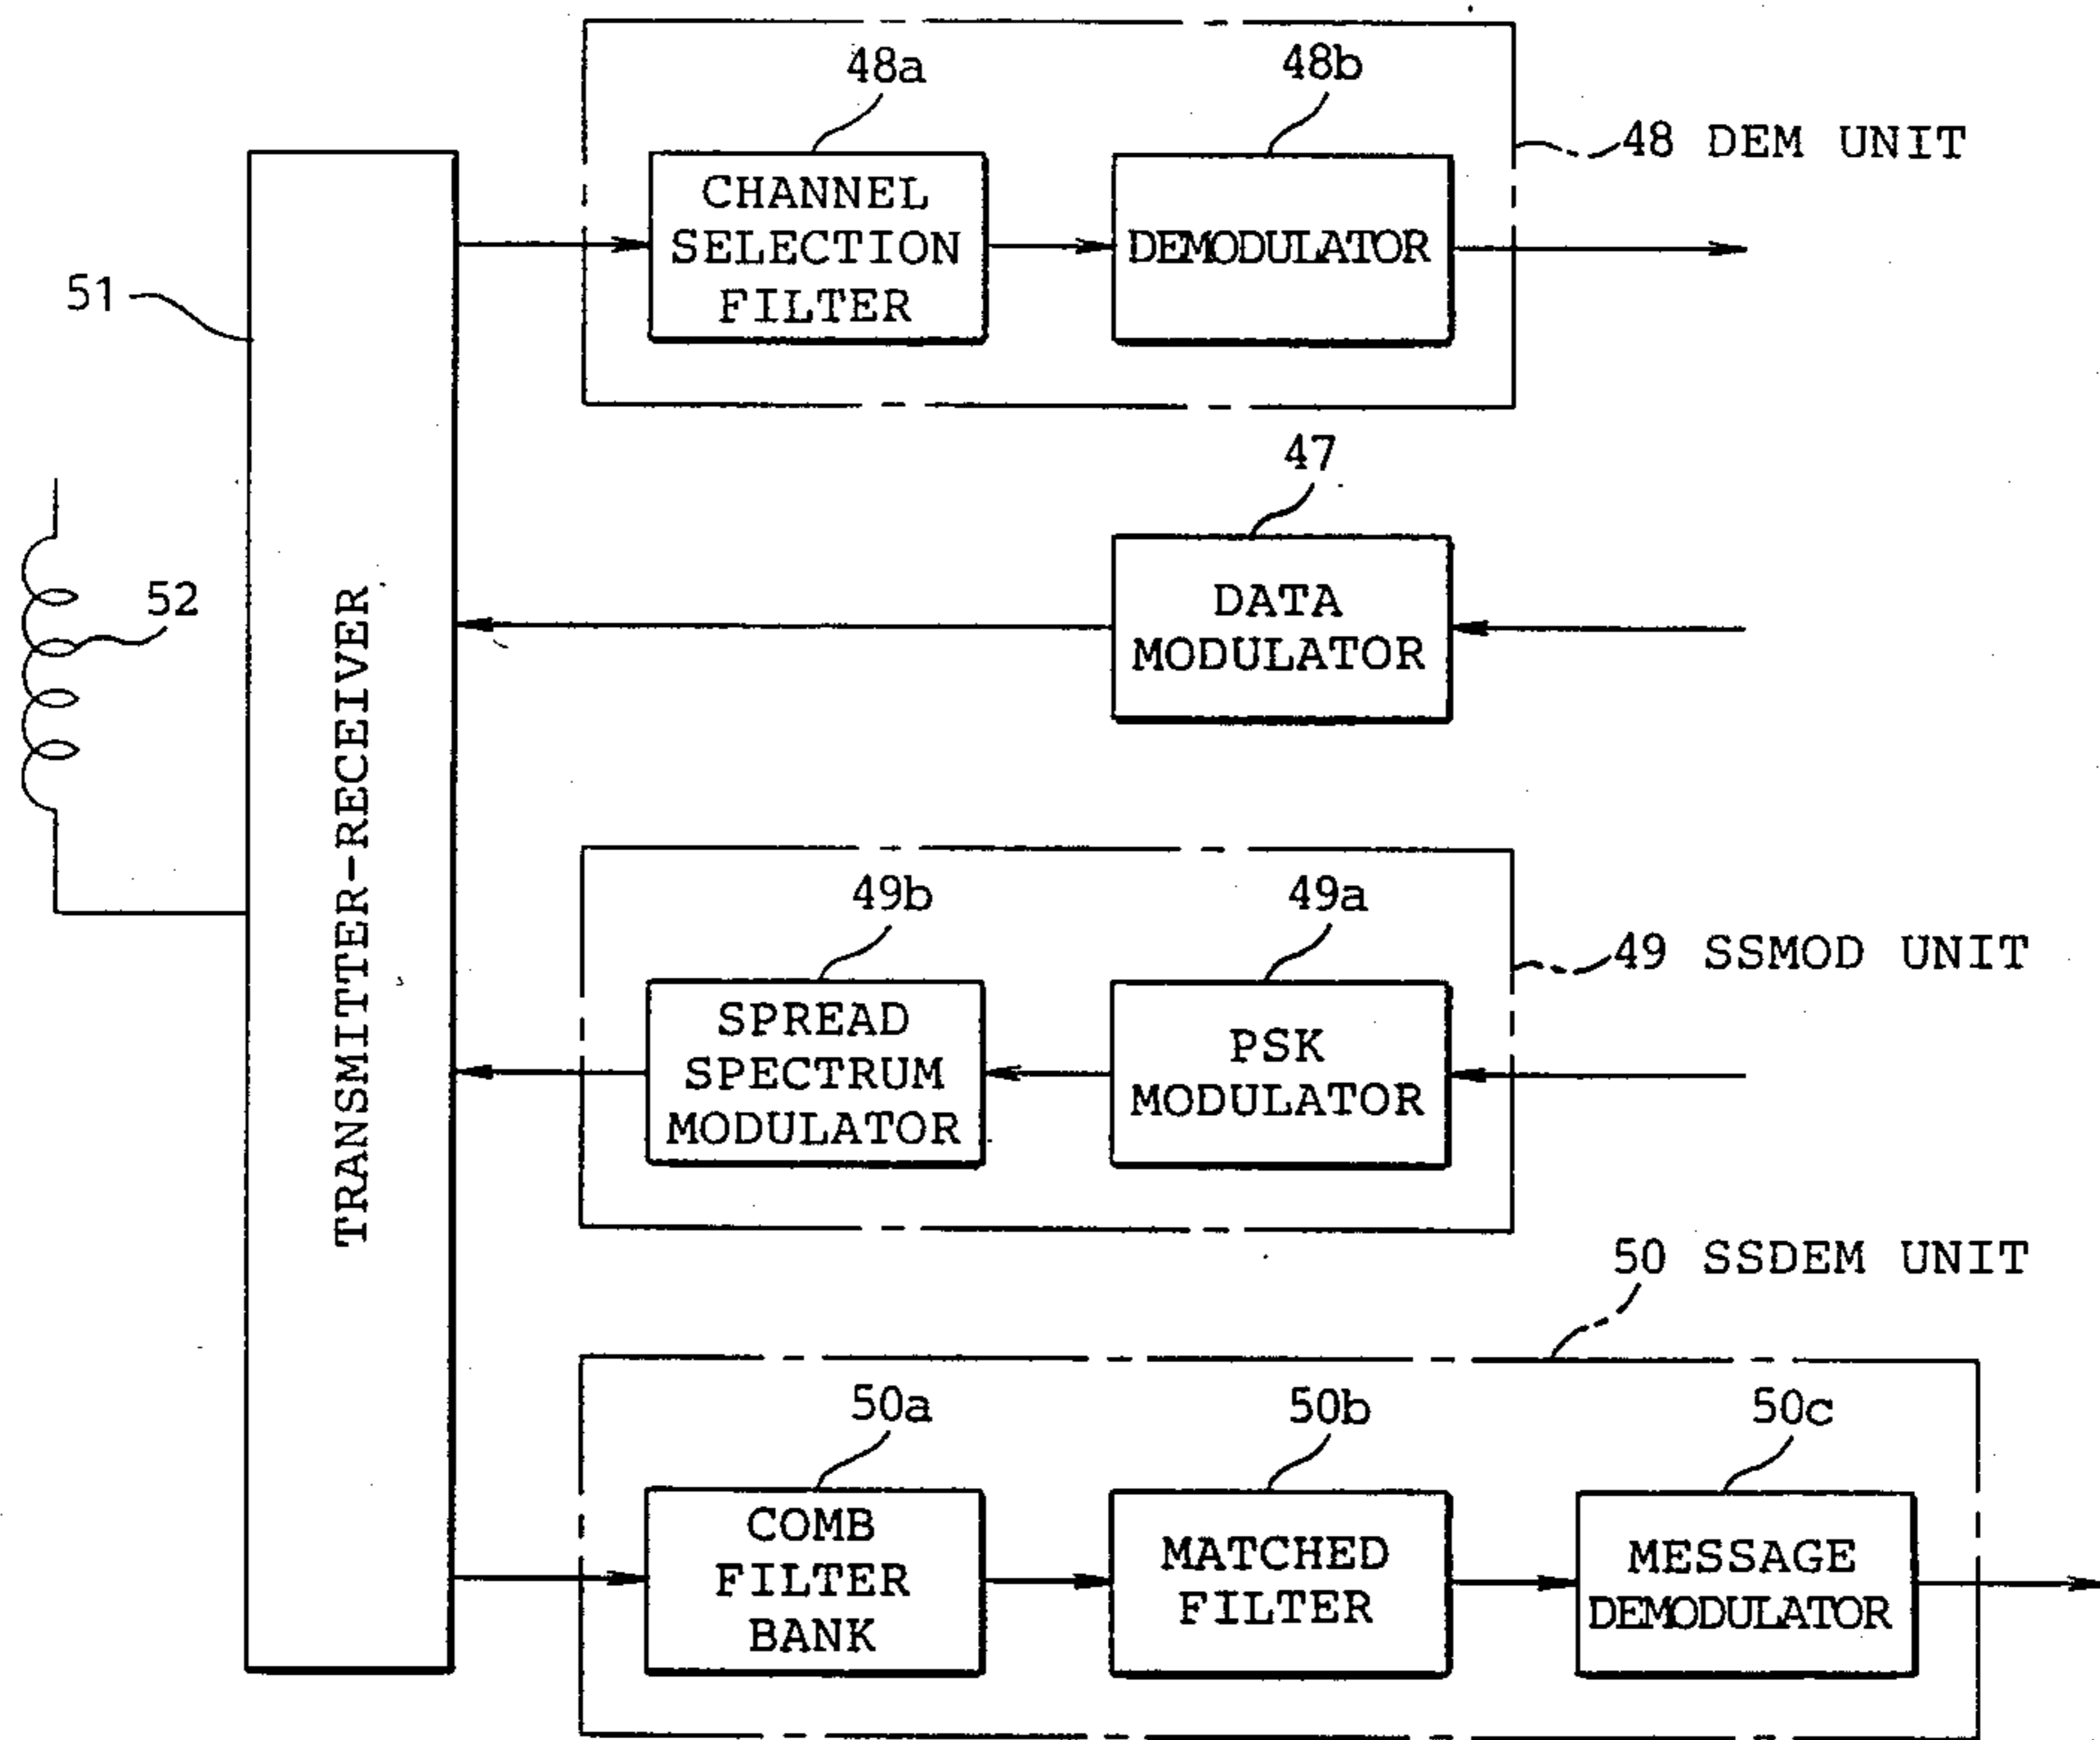 48a
48b
48 DEM UNIT
CHANNEL
SELECTION
FILTER
DEMODULATOR
51
47
DATA
MODULATOR
52
TRANSMITTER-RECEIVER
49b
49a
49 SSMOD UNIT
SPREAD
SPECTRUM
MODULATOR
PSK
MODULATOR
50 SSDEM UNIT
50a
50b
50c
COMB
FILTER
BANK
MATCHED
FILTER
MESSAGE
DEMODULATOR